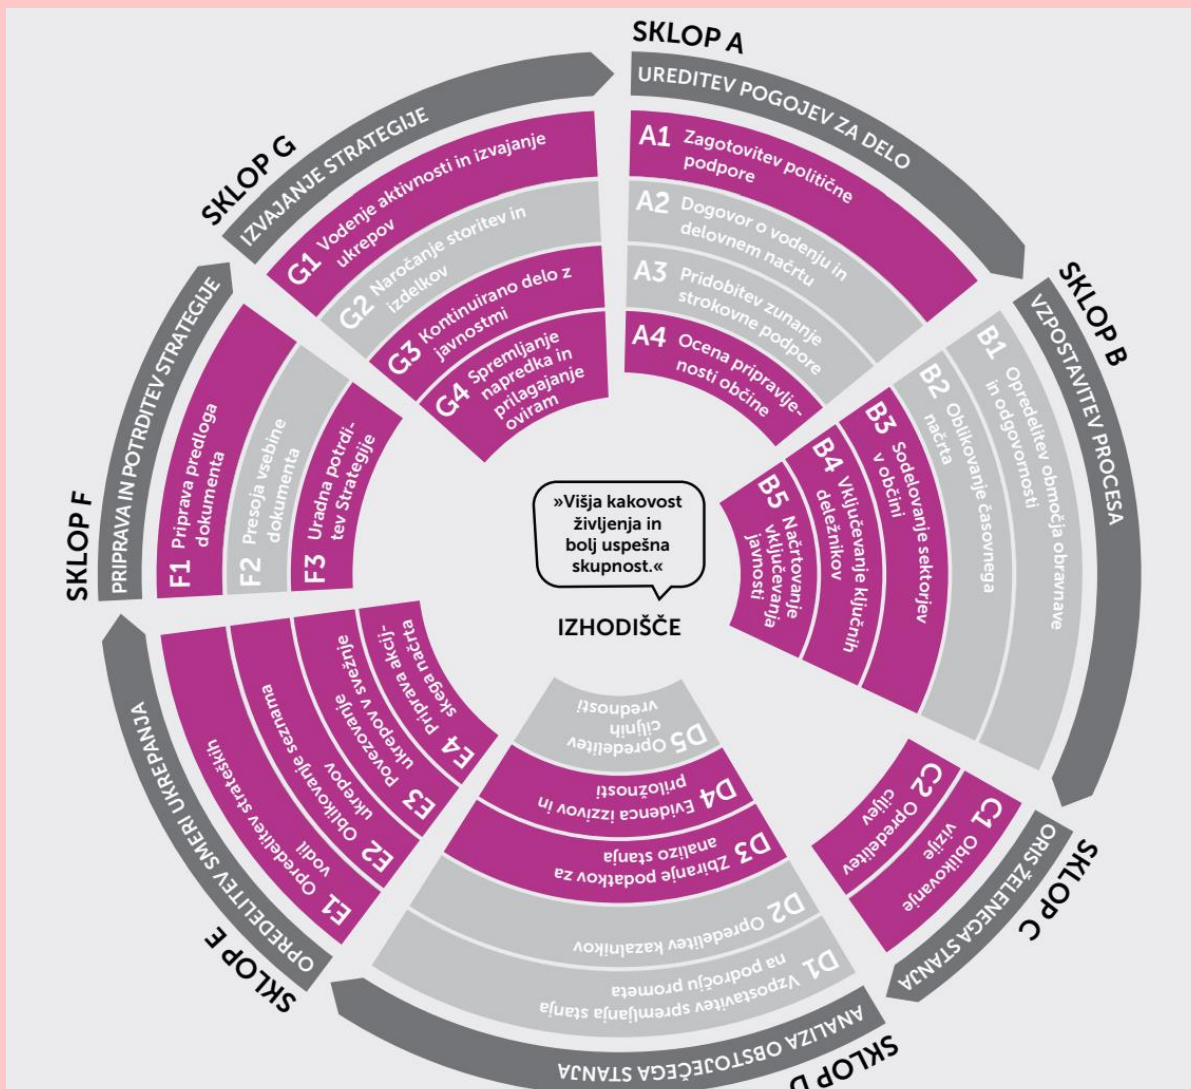 SKLOP A
UREDITEV POGOJEV ZA DELO
A1 Zagotovitev politične
podpore
A2 Dogovor o vodenju in
delovnem načrtu
A3 Pridobitev zunanje
strokovne podpore
A4 Ocena pripravlje-
nosti občine
SKLOP B
VZPOSTAVITEV PROCESA
B1 Opredelitev območja obravnave
in odgovornosti
B2 Oblikovanje časovnega
načrta
B3 Sodelovanje sektorjev
v občini
B4 Vključevanje ključnih
deležnikov
B5 Načrtovanje
vključevanja
javnosti
SKLOP C
ORIS ŽELENEGA STANJA
C1 Oblikovanje
vizije
C2 Opredelitev
ciljev
SKLOP D
ANALIZA OBSTOJEČEGA STANJA
D1 Vzpostavitev spremljanja stanja
na področju prometa
D2 Opredelitev kazalnikov
D3 Zbiranje podatkov za
analizo stanja
D4 Evidenca izzivov in
priložnosti
D5 Opredelitev
ciljnih
vrednosti
SKLOP E
OPREDELITEV SMERI UKREPANJA
E1 Opredelitev strateških
vodil
E2 Oblikovanje seznama
ukrepov
E3 Povezovanje
ukrepov v svežnje
E4 Priprava akcij-
skega načrta
SKLOP F
PRIPRAVA IN POTRDITEV STRATEGIJE
F1 Priprava predloga
dokumenta
F2 Presoja vsebine
dokumenta
F3 Uradna potrdi-
tev Strategije
SKLOP G
IZVAJANJE STRATEGIJE
G1 Vodenje aktivnosti in izvajanje
ukrepov
G2 Naročanje storitev in
izdelkov
G3 Kontinuirano delo z
javnostmi
G4 Spremljanje
napredka in
prilagajanje
oviram
»Višja kakovost
življenja in
bolj uspešna
skupnost.«
IZHODIŠČE